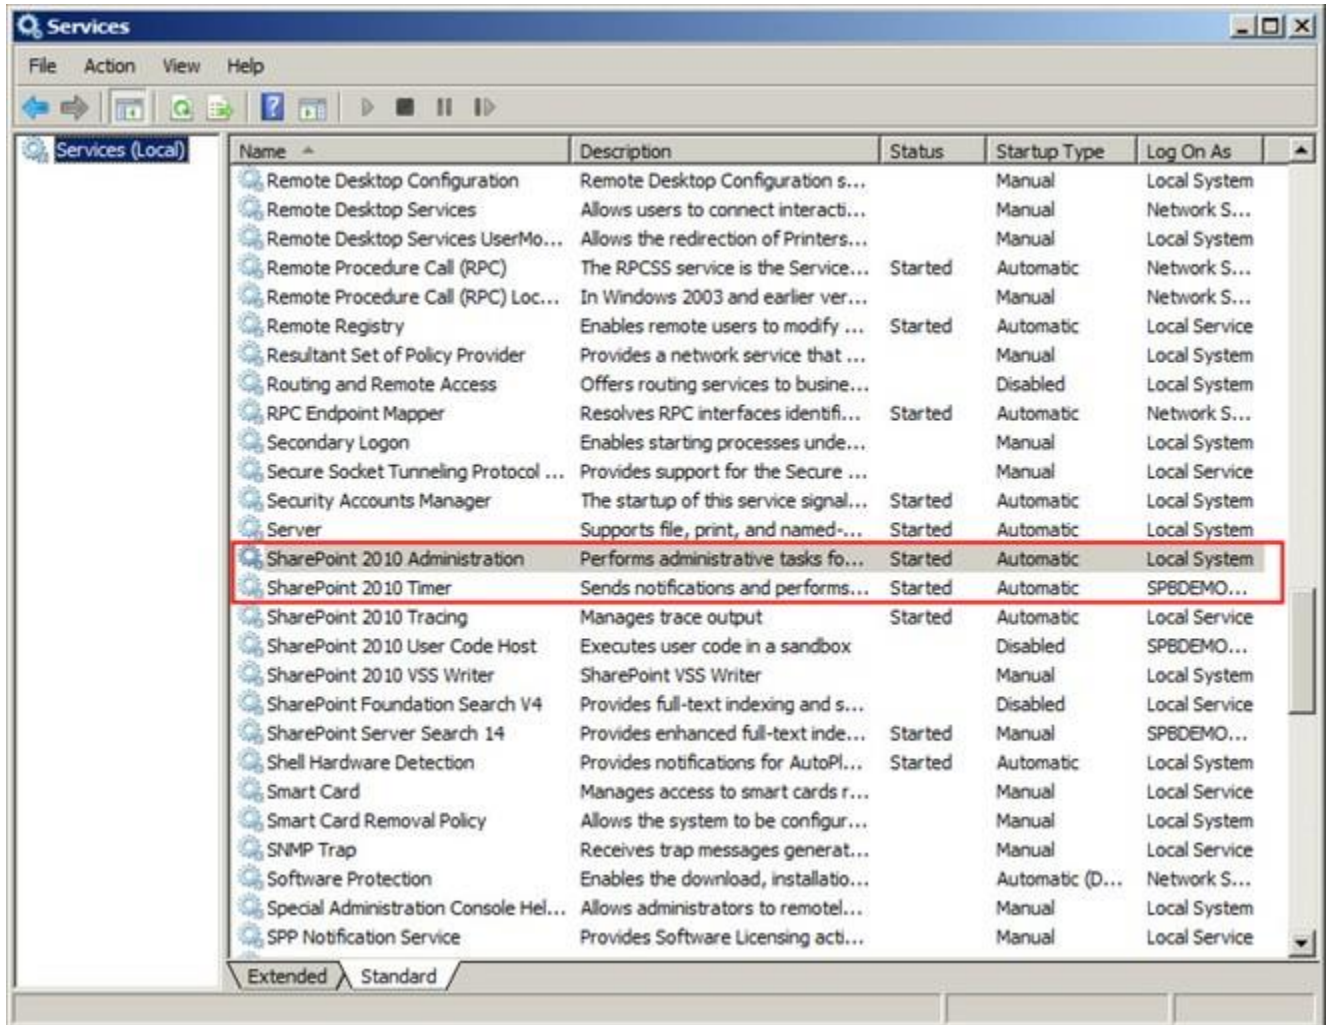 Services
File Action View Help
Services (Local)
Name Description Status Startup Type Log On As
Remote Desktop Configuration Remote Desktop Configuration s... Manual Local System
Remote Desktop Services Allows users to connect interacti... Manual Network S...
Remote Desktop Services UserMo... Allows the redirection of Printers... Manual Local System
Remote Procedure Call (RPC) The RPCSS service is the Service... Started Automatic Network S...
Remote Procedure Call (RPC) Loc... In Windows 2003 and earlier ver... Manual Network S...
Remote Registry Enables remote users to modify ... Started Automatic Local Service
Resultant Set of Policy Provider Provides a network service that ... Manual Local System
Routing and Remote Access Offers routing services to busine... Disabled Local System
RPC Endpoint Mapper Resolves RPC interfaces identifi... Started Automatic Network S...
Secondary Logon Enables starting processes unde... Manual Local System
Secure Socket Tunneling Protocol ... Provides support for the Secure ... Manual Local Service
Security Accounts Manager The startup of this service signal... Started Automatic Local System
Server Supports file, print, and named-... Started Automatic Local System
SharePoint 2010 Administration Performs administrative tasks fo... Started Automatic Local System
SharePoint 2010 Timer Sends notifications and performs... Started Automatic SPBDEMO...
SharePoint 2010 Tracing Manages trace output Started Automatic Local Service
SharePoint 2010 User Code Host Executes user code in a sandbox Disabled SPBDEMO...
SharePoint 2010 VSS Writer SharePoint VSS Writer Manual Local System
SharePoint Foundation Search V4 Provides full-text indexing and s... Disabled Local Service
SharePoint Server Search 14 Provides enhanced full-text inde... Started Manual SPBDEMO...
Shell Hardware Detection Provides notifications for AutoPl... Started Automatic Local System
Smart Card Manages access to smart cards r... Manual Local Service
Smart Card Removal Policy Allows the system to be configur... Manual Local System
SNMP Trap Receives trap messages generat... Manual Local Service
Software Protection Enables the download, installatio... Automatic (D... Network S...
Special Administration Console Hel... Allows administrators to remotel... Manual Local System
SPP Notification Service Provides Software Licensing acti... Manual Local Service
Extended Standard